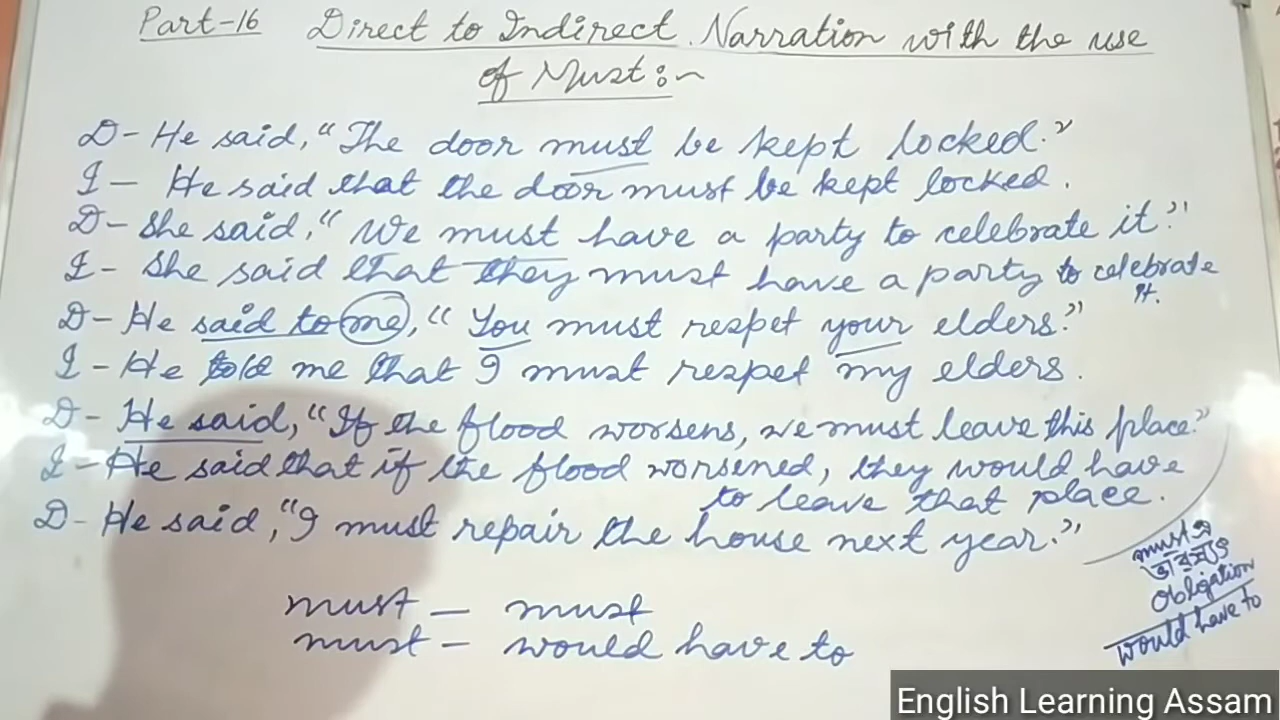 Part-16 Direct to Indirect Narration with the use
of Must:~
D- He said, "The door must be kept locked."
I- He said that the door must be kept locked.
D- She said, "We must have a party to celebrate it."
I- She said that they must have a party to celebrate
it.
D- He said to me, "You must respet your elders."
I- He told me that I must respet my elders.
D- He said, "If the flood worsens, we must leave this place."
I- He said that if the flood worsened, they would have
to leave that place.
D- He said, "I must repair the house next year."
must এ
ভবিষ্যৎ
Obligation
would have to
must - must
must - would have to
English Learning Assam